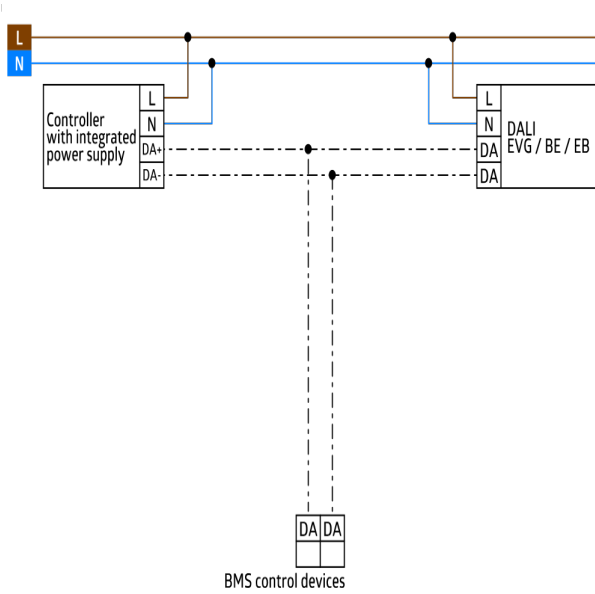 L
N
Controller
with integrated
power supply
L
N
DA+
DA-
L
N
DA
DA
DALI
EVG / BE / EB
DA DA
BMS control devices